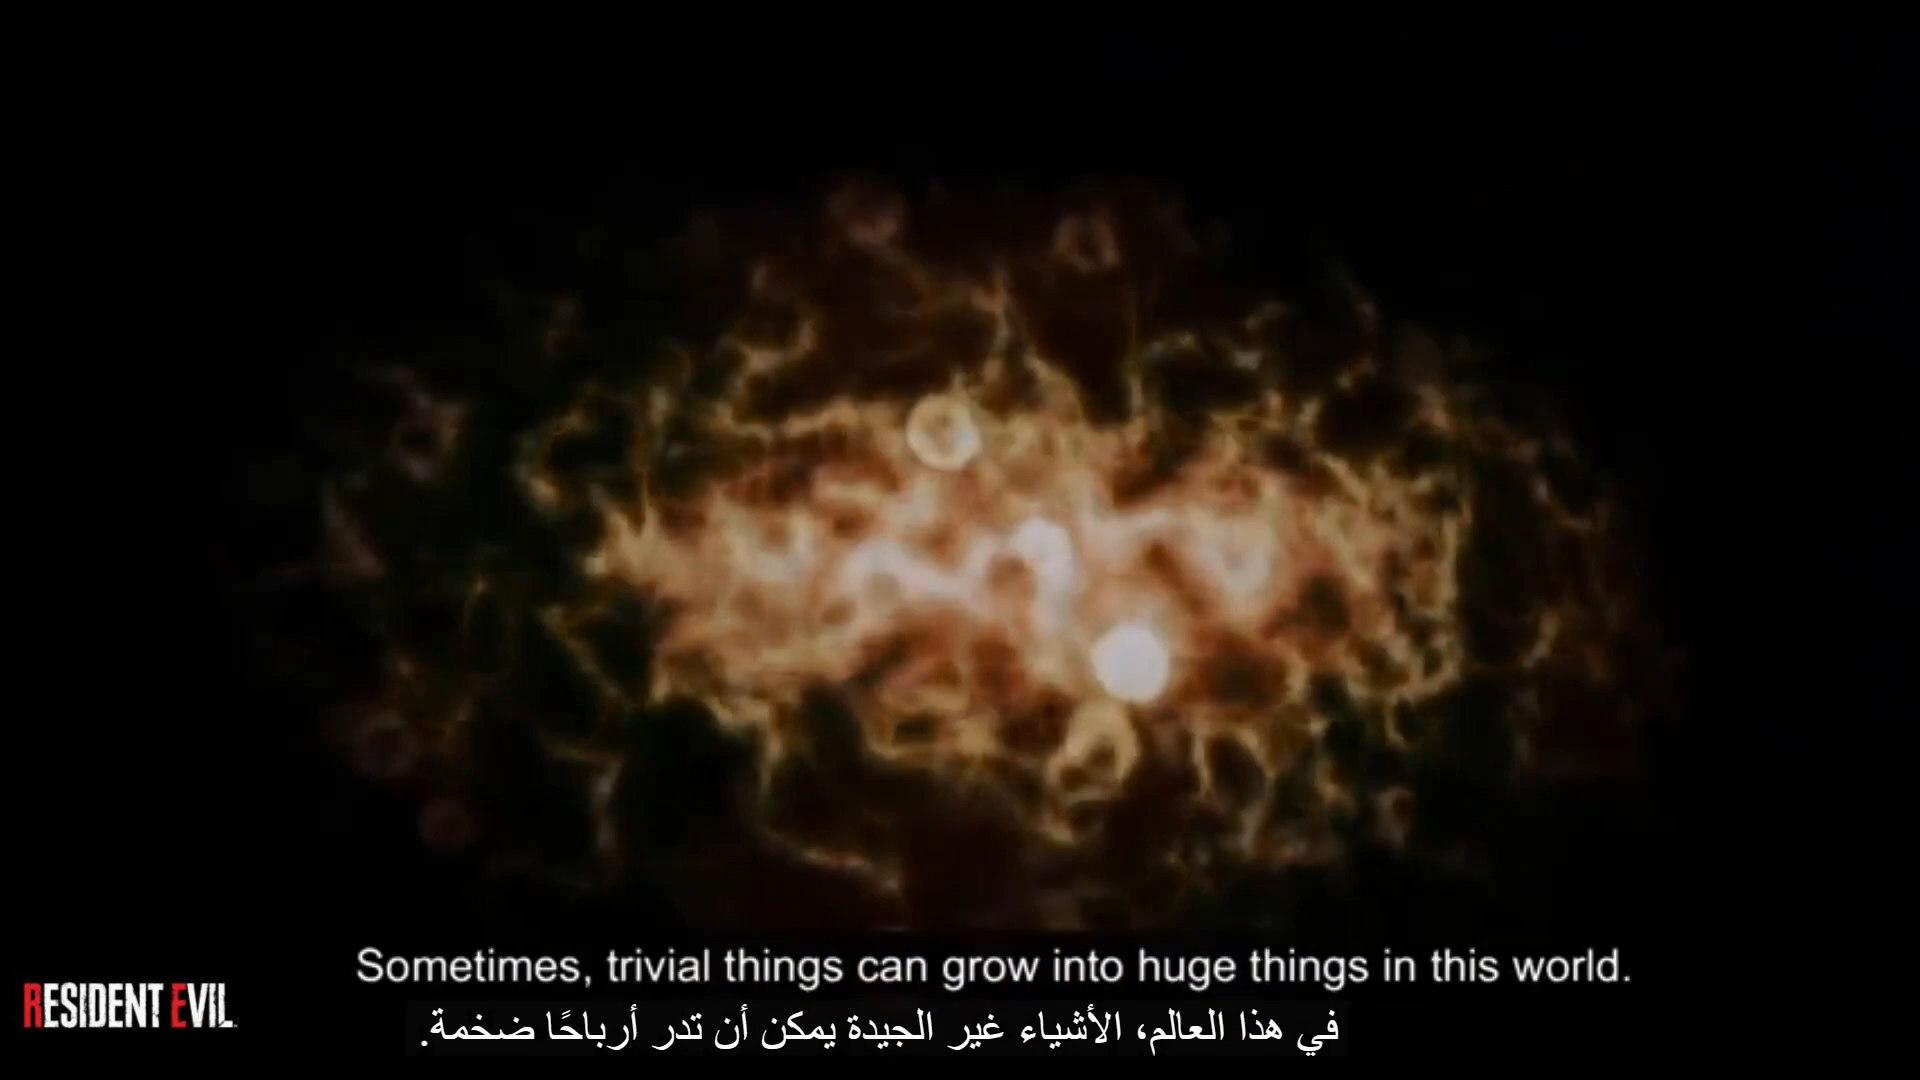 Sometimes, trivial things can grow into huge things in this world.
RESIDENT EVIL
في هذا العالم، الأشياء غير الجيدة يمكن أن تدر أرباحًا ضخمة.